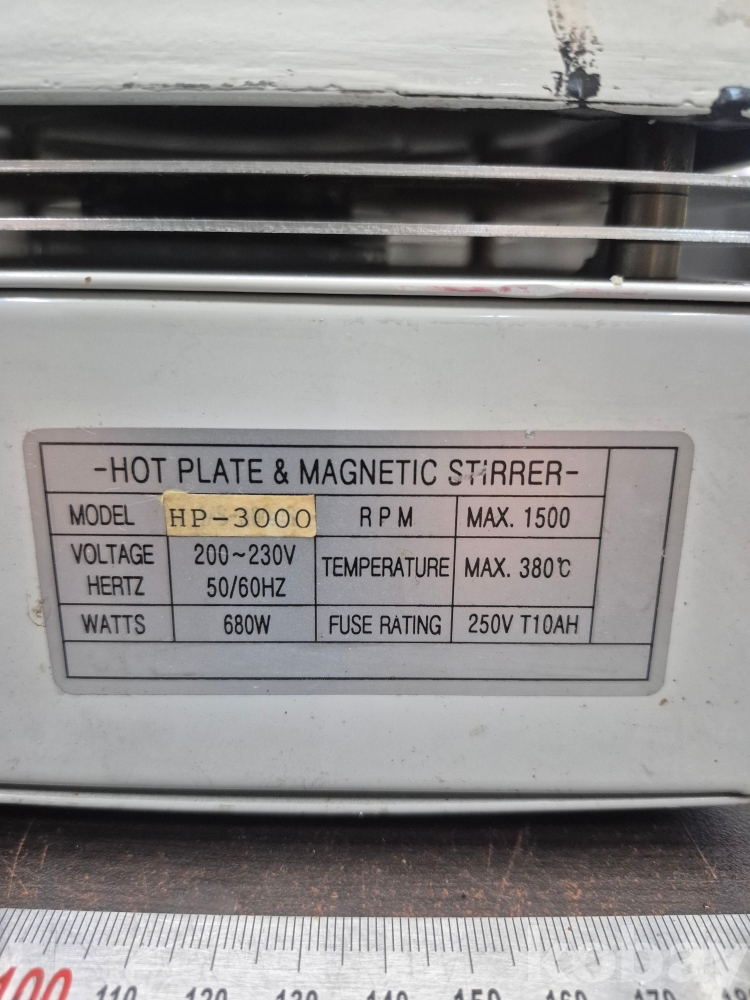 -HOT PLATE & MAGNETIC STIRRER-
MODEL HP-3000 RPM MAX. 1500
VOLTAGE 200~230V TEMPERATURE MAX. 380℃
HERTZ 50/60HZ
WATTS 680W FUSE RATING 250V T10AH
100 110 120 130 140 150 160 170